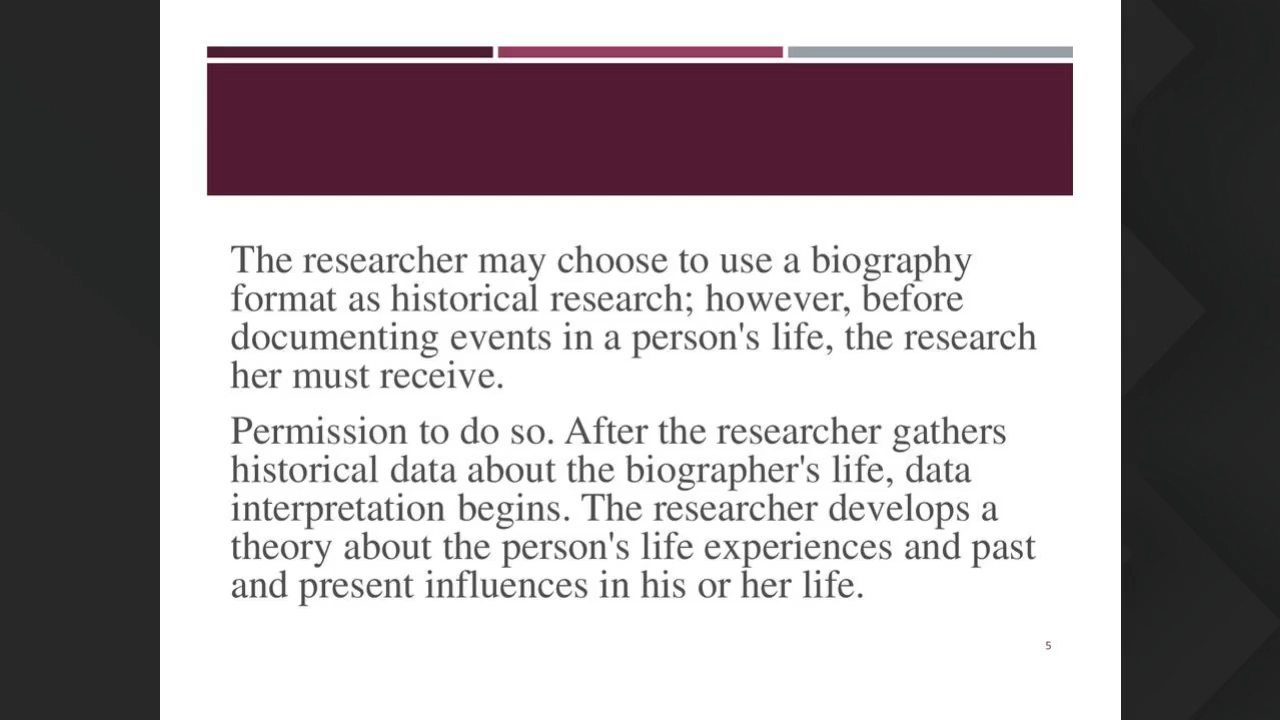 The researcher may choose to use a biography
format as historical research; however, before
documenting events in a person's life, the research
her must receive.
Permission to do so. After the researcher gathers
historical data about the biographer's life, data
interpretation begins. The researcher develops a
theory about the person's life experiences and past
and present influences in his or her life.
5